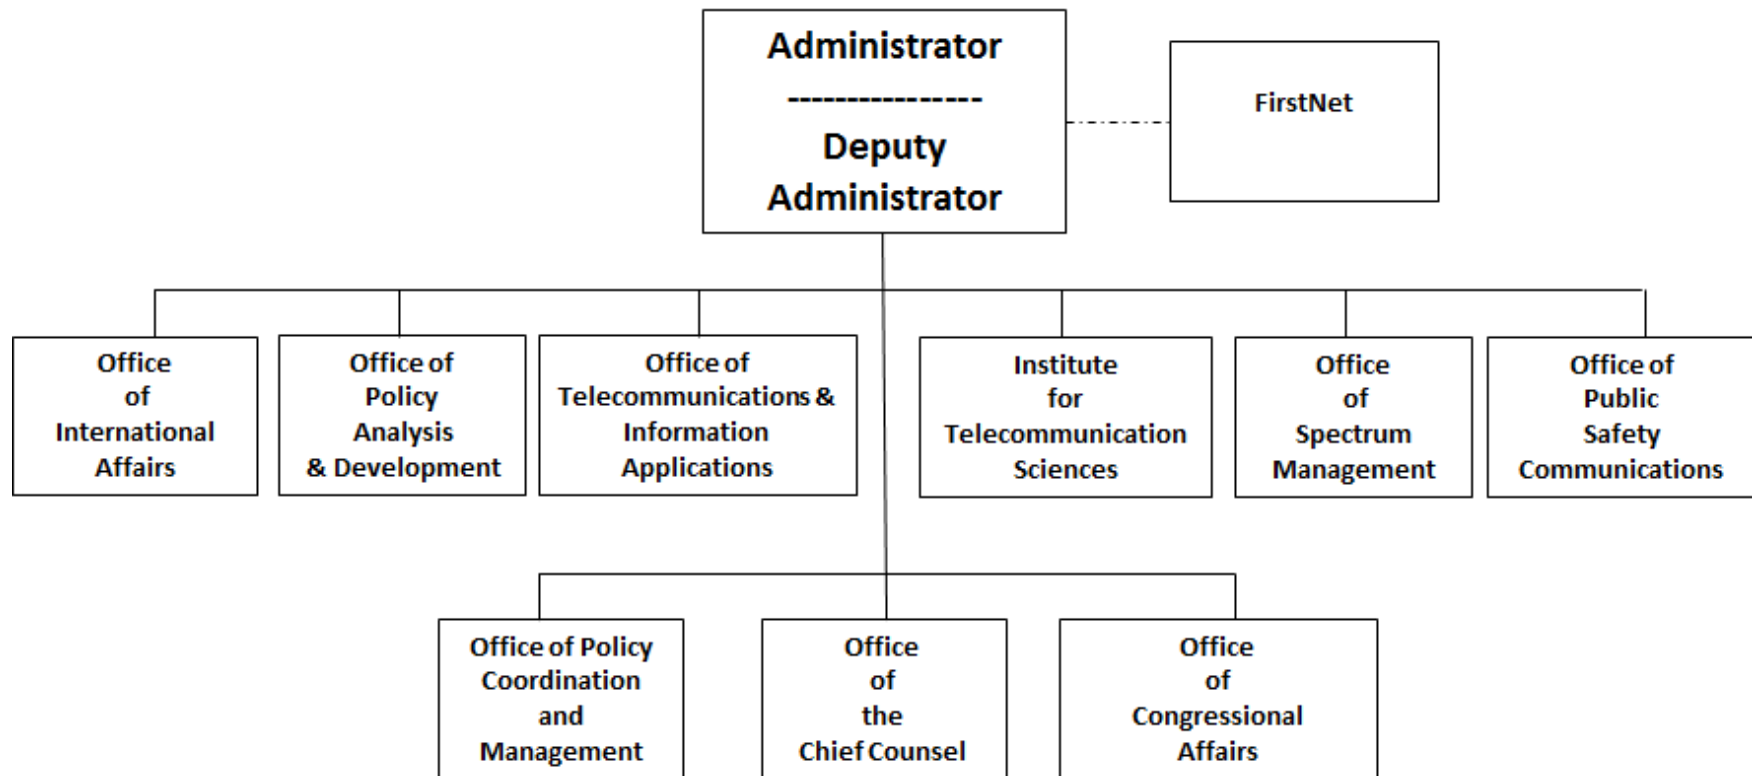 Administrator
----------------
Deputy
Administrator
FirstNet
Office
of
International
Affairs
Office of
Policy
Analysis
& Development
Office of
Telecommunications &
Information
Applications
Institute
for
Telecommunication
Sciences
Office
of
Spectrum
Management
Office of
Public
Safety
Communications
Office of Policy
Coordination
and
Management
Office
of
the
Chief Counsel
Office
of
Congressional
Affairs